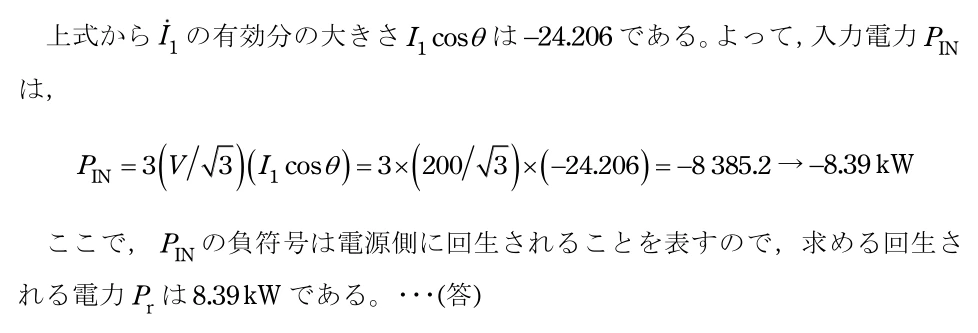 上式から İ₁ の有効分の大きさ I₁ cosθ は −24.206 である。よって, 入力電力 P_IN
は,
P_IN = 3(V/√3)(I₁ cosθ) = 3×(200/√3)×(−24.206) = −8 385.2 → −8.39 kW
ここで, P_IN の負符号は電源側に回生されることを表すので, 求める回生さ
れる電力 P_r は 8.39 kW である。 ･･･(答)